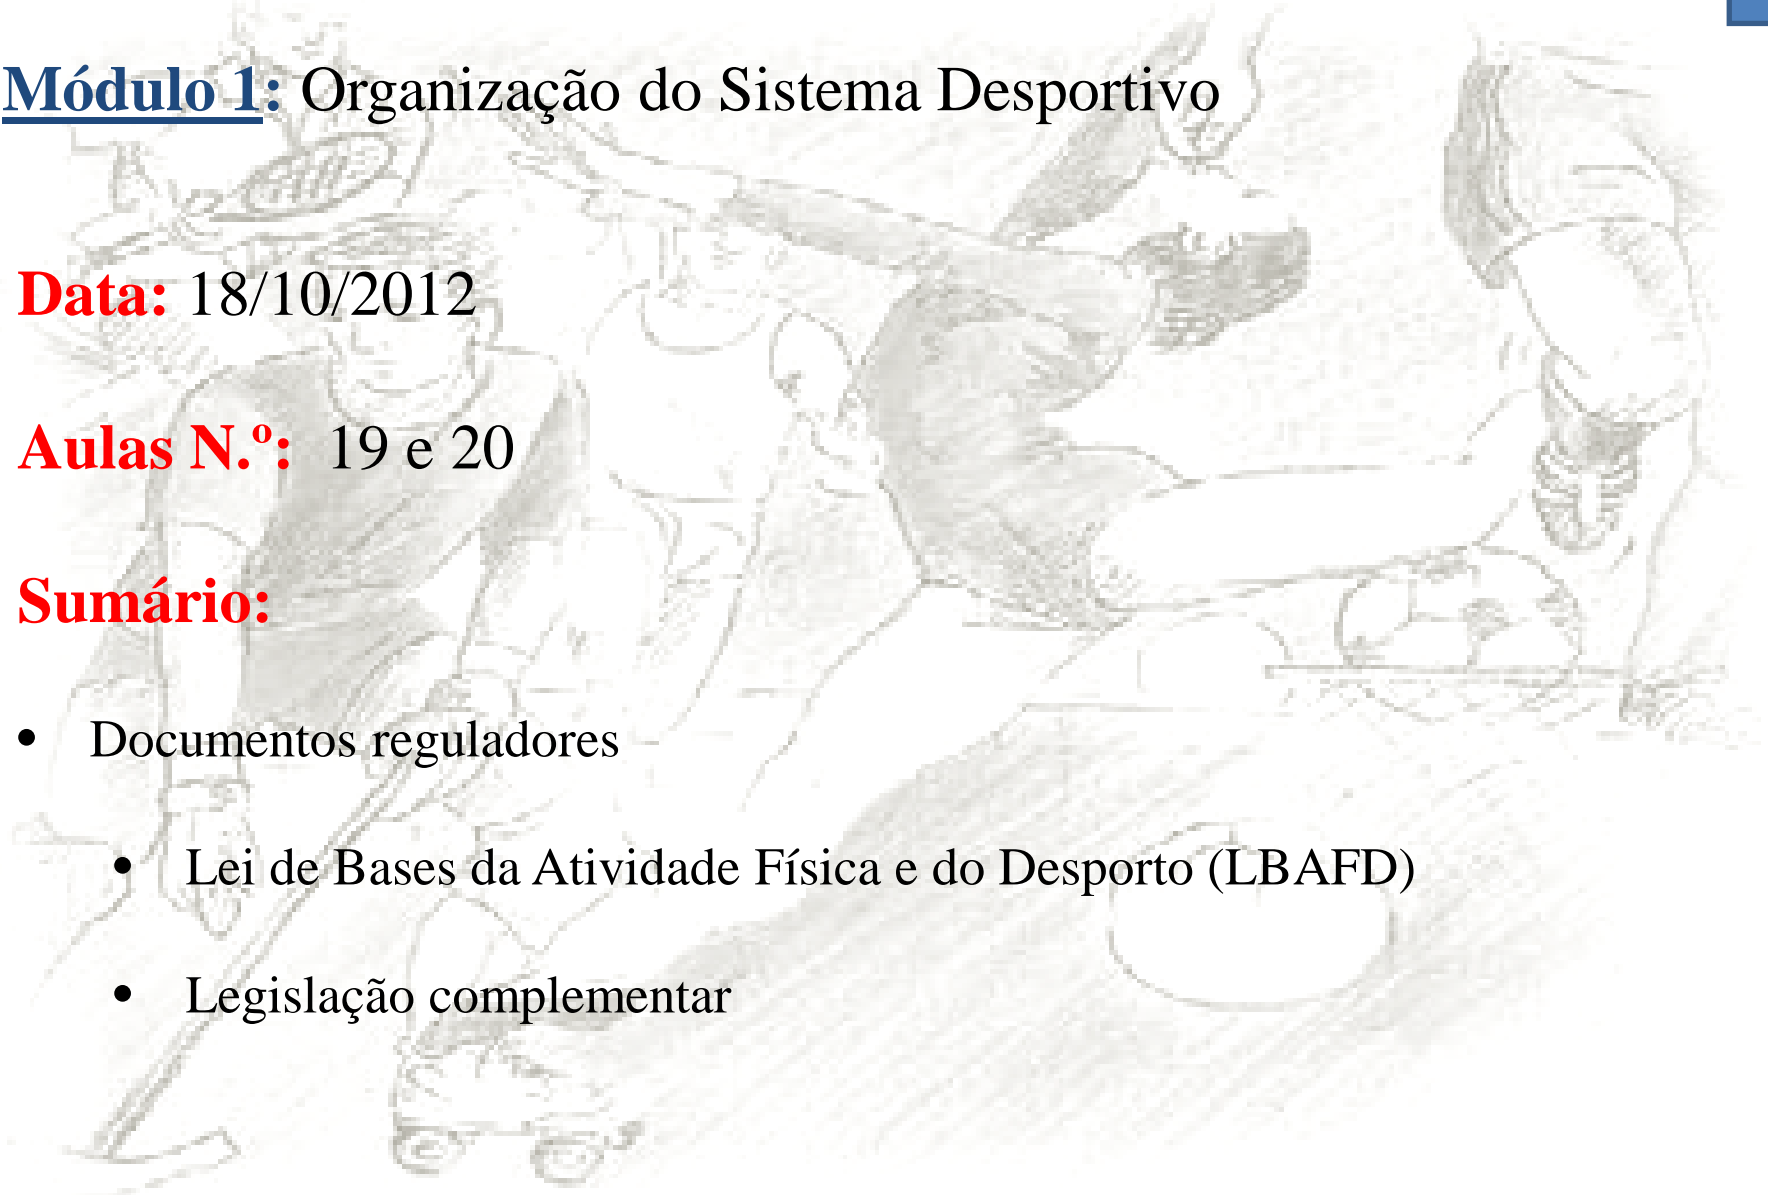 Módulo 1: Organização do Sistema Desportivo
Data: 18/10/2012
Aulas N.º: 19 e 20
Sumário:
• Documentos reguladores
• Lei de Bases da Atividade Física e do Desporto (LBAFD)
• Legislação complementar